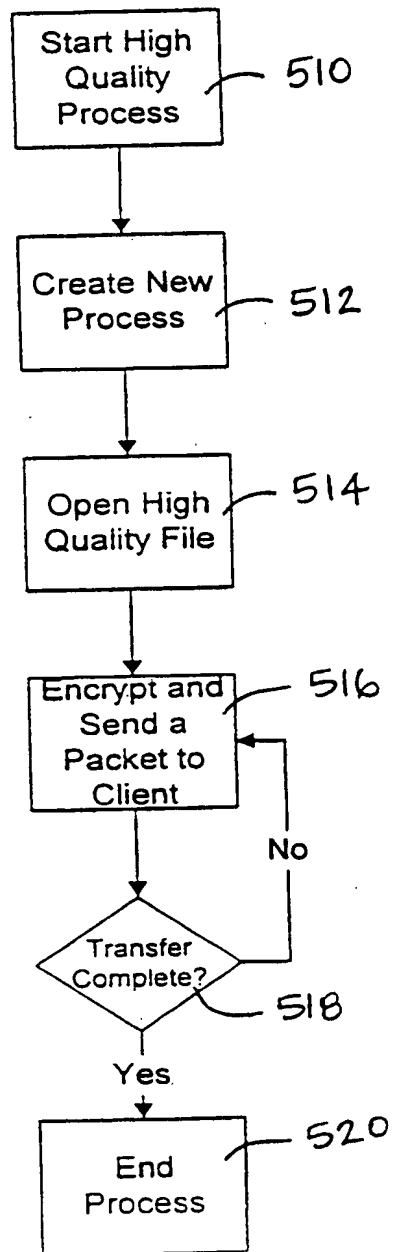 Start High
Quality
Process
510
Create New
Process
512
Open High
Quality File
514
Encrypt and
Send a
Packet to
Client
516
No
Transfer
Complete?
518
Yes
End
Process
520